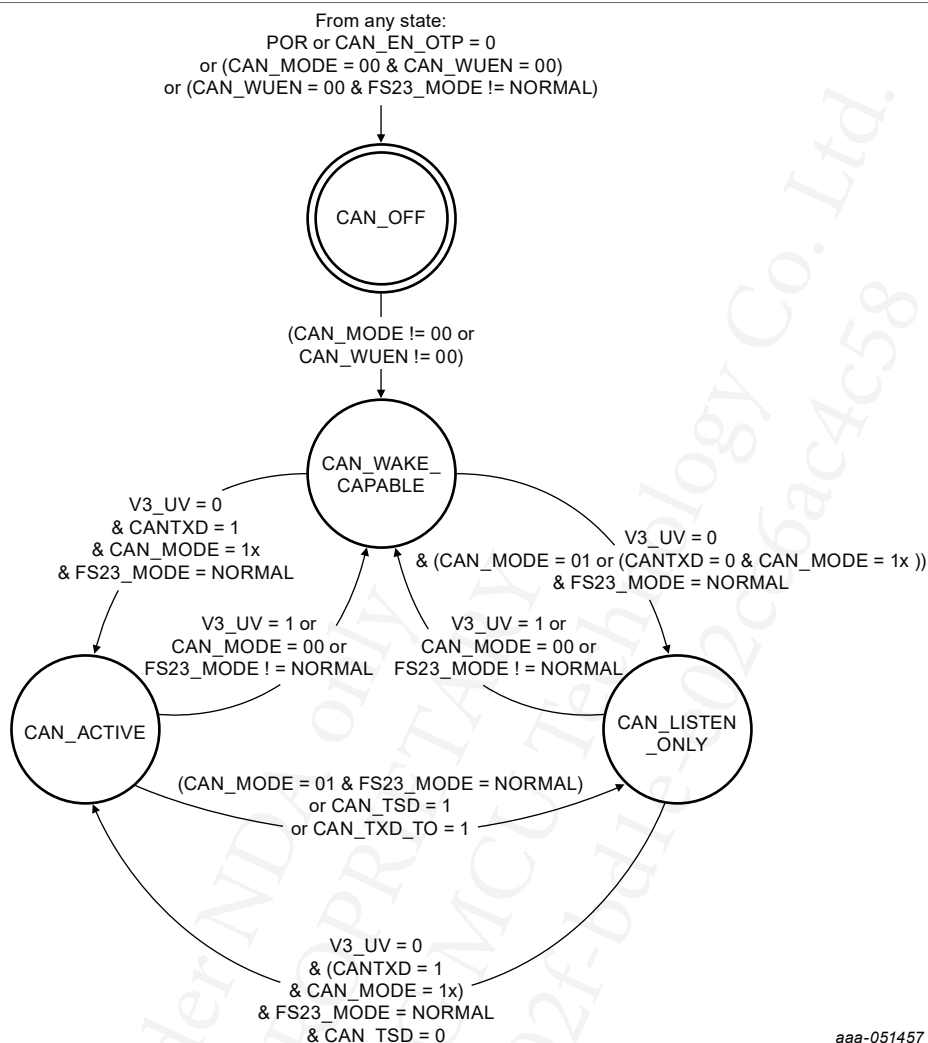 From any state:
POR or CAN_EN_OTP = 0
or (CAN_MODE = 00 & CAN_WUEN = 00)
or (CAN_WUEN = 00 & FS23_MODE != NORMAL)
CAN_OFF
(CAN_MODE != 00 or
CAN_WUEN != 00)
CAN_WAKE_
CAPABLE
V3_UV = 0
& CANTXD = 1
& CAN_MODE = 1x
& FS23_MODE = NORMAL
V3_UV = 0
& (CAN_MODE = 01 or (CANTXD = 0 & CAN_MODE = 1x ))
& FS23_MODE = NORMAL
V3_UV = 1 or
CAN_MODE = 00 or
FS23_MODE ! = NORMAL
V3_UV = 1 or
CAN_MODE = 00 or
FS23_MODE ! = NORMAL
CAN_ACTIVE
CAN_LISTEN
_ONLY
(CAN_MODE = 01 & FS23_MODE = NORMAL)
or CAN_TSD = 1
or CAN_TXD_TO = 1
V3_UV = 0
& (CANTXD = 1
& CAN_MODE = 1x)
& FS23_MODE = NORMAL
& CAN_TSD = 0
aaa-051457
MCU Technology Co. Ltd.